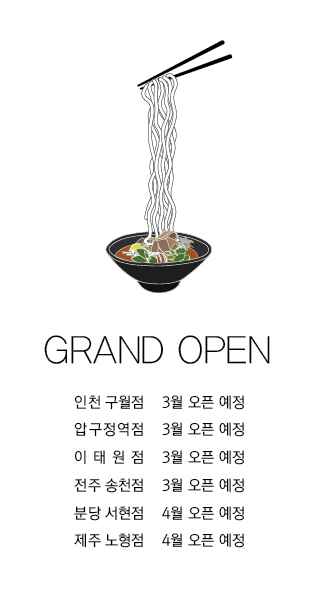 GRAND OPEN
인천 구월점 3월 오픈 예정
압구정역점 3월 오픈 예정
이 태 원 점 3월 오픈 예정
전주 송천점 3월 오픈 예정
분당 서현점 4월 오픈 예정
제주 노형점 4월 오픈 예정